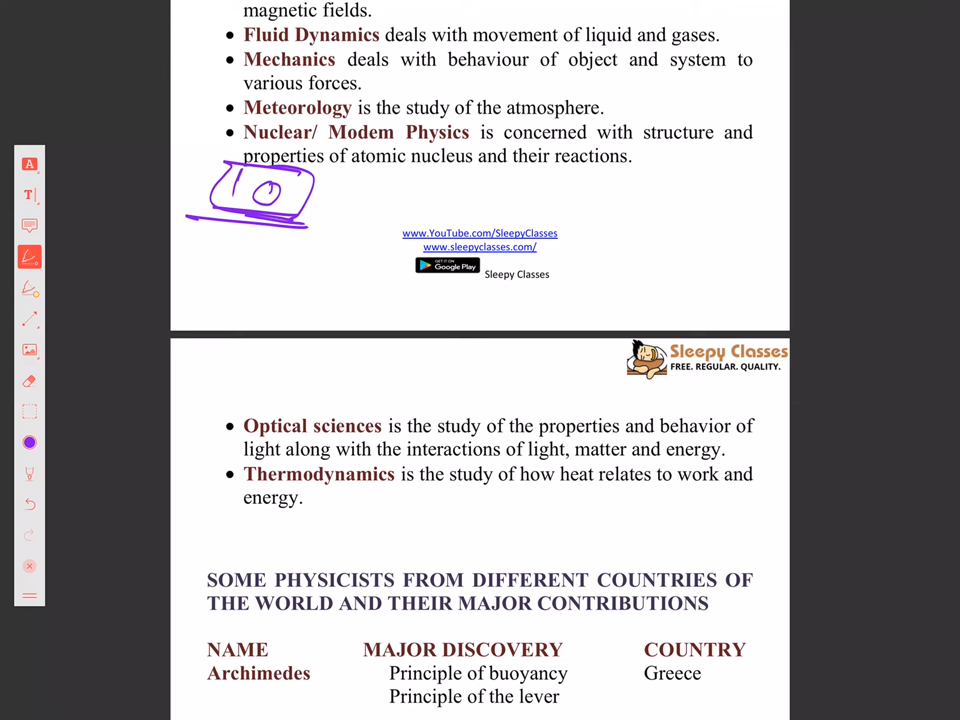 magnetic fields.
• Fluid Dynamics deals with movement of liquid and gases.
• Mechanics deals with behaviour of object and system to
various forces.
• Meteorology is the study of the atmosphere.
• Nuclear/ Modem Physics is concerned with structure and
properties of atomic nucleus and their reactions.
www.YouTube.com/SleepyClasses
www.sleepyclasses.com/
GET IT ON
Google Play
Sleepy Classes
A
T
Sleepy Classes
FREE. REGULAR. QUALITY.
• Optical sciences is the study of the properties and behavior of
light along with the interactions of light, matter and energy.
• Thermodynamics is the study of how heat relates to work and
energy.
SOME PHYSICISTS FROM DIFFERENT COUNTRIES OF
THE WORLD AND THEIR MAJOR CONTRIBUTIONS
NAME MAJOR DISCOVERY COUNTRY
Archimedes Principle of buoyancy Greece
Principle of the lever